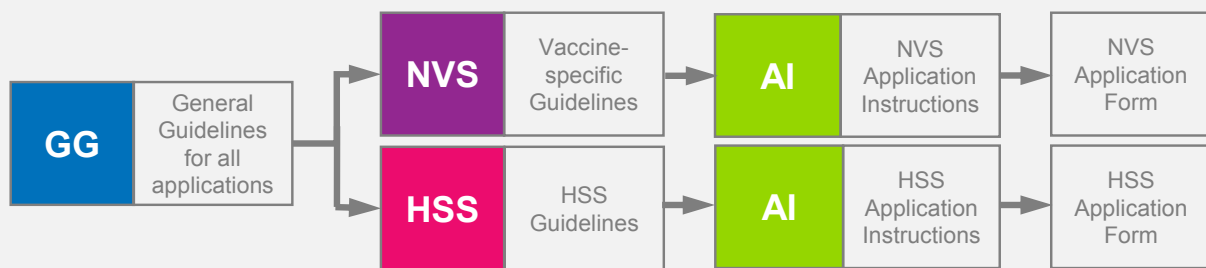 GG
General
Guidelines
for all
applications
NVS
Vaccine-
specific
Guidelines
AI
NVS
Application
Instructions
NVS
Application
Form
HSS
HSS
Guidelines
AI
HSS
Application
Instructions
HSS
Application
Form